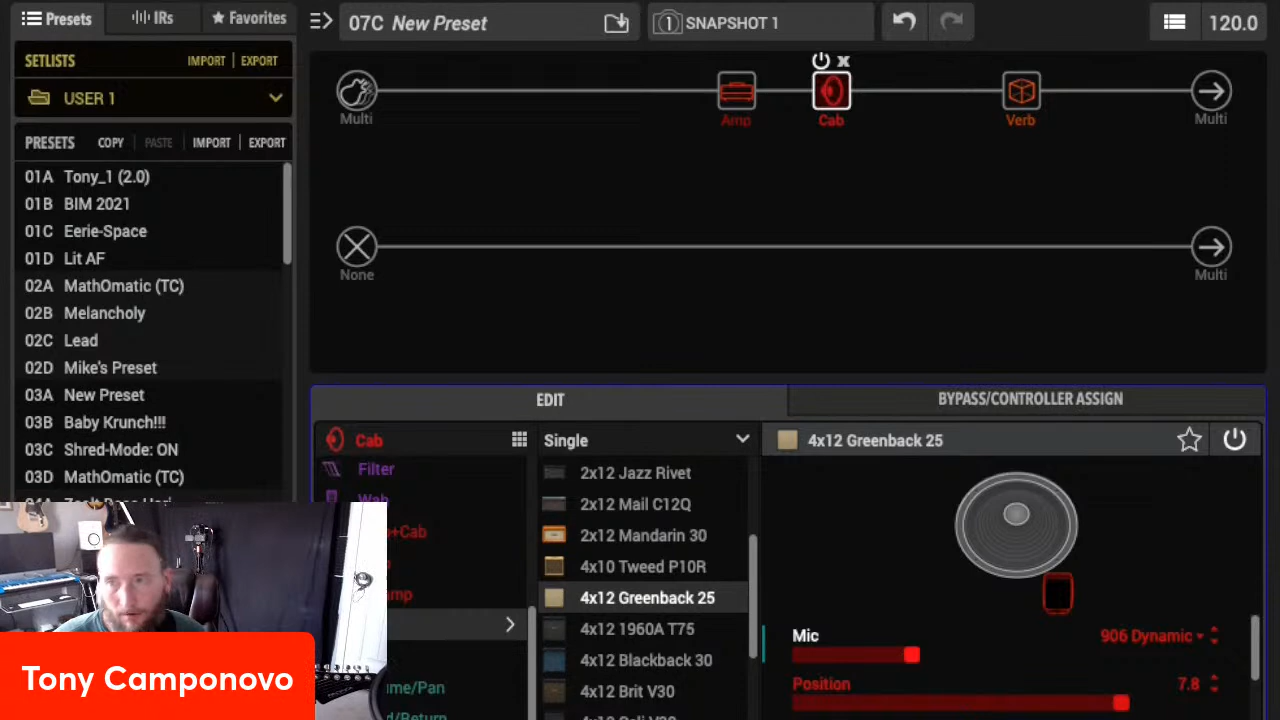 Presets
IRs
Favorites
07C New Preset
1
SNAPSHOT 1
120.0
SETLISTS
IMPORT
EXPORT
USER 1
PRESETS
COPY
PASTE
IMPORT
EXPORT
01A Tony_1 (2.0)
01B BIM 2021
01C Eerie-Space
01D Lit AF
02A MathOmatic (TC)
02B Melancholy
02C Lead
02D Mike's Preset
03A New Preset
03B Baby Krunch!!!
03C Shred-Mode: ON
03D MathOmatic (TC)
Multi
Amp
Cab
Verb
Multi
None
Multi
EDIT
BYPASS/CONTROLLER ASSIGN
Cab
Filter
Single
2x12 Jazz Rivet
2x12 Mail C12Q
2x12 Mandarin 30
4x10 Tweed P10R
4x12 Greenback 25
4x12 1960A T75
4x12 Blackback 30
4x12 Brit V30
4x12 Greenback 25
Mic
906 Dynamic
Position
7.8
Tony Camponovo